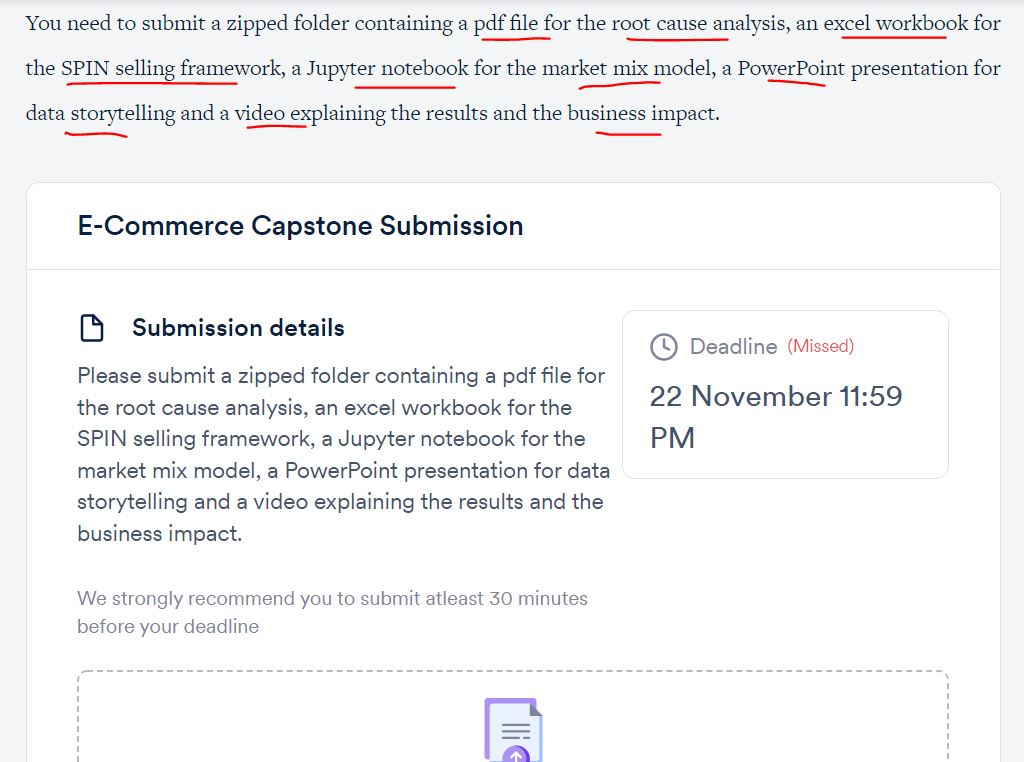 You need to submit a zipped folder containing a pdf file for the root cause analysis, an excel workbook for
the SPIN selling framework, a Jupyter notebook for the market mix model, a PowerPoint presentation for
data storytelling and a video explaining the results and the business impact.
E-Commerce Capstone Submission
Submission details
Please submit a zipped folder containing a pdf file for
the root cause analysis, an excel workbook for the
SPIN selling framework, a Jupyter notebook for the
market mix model, a PowerPoint presentation for data
storytelling and a video explaining the results and the
business impact.
We strongly recommend you to submit atleast 30 minutes
before your deadline
Deadline (Missed)
22 November 11:59
PM